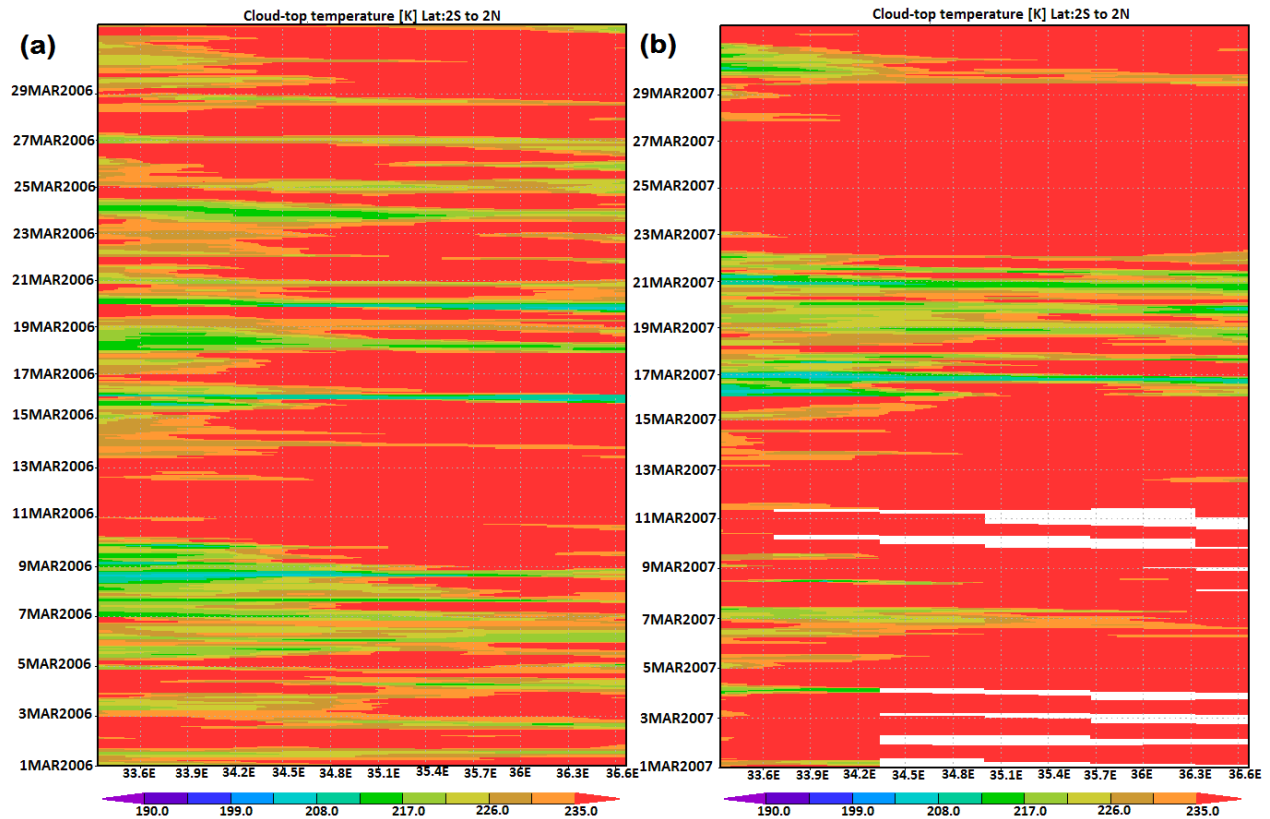 Cloud-top temperature [K] Lat:2S to 2N
(a)
29MAR2006
27MAR2006
25MAR2006
23MAR2006
21MAR2006
19MAR2006
17MAR2006
15MAR2006
13MAR2006
11MAR2006
9MAR2006
7MAR2006
5MAR2006
3MAR2006
1MAR2006
33.6E 33.9E 34.2E 34.5E 34.8E 35.1E 35.4E 35.7E 36E 36.3E 36.6E
190.0 199.0 208.0 217.0 226.0 235.0
Cloud-top temperature [K] Lat:2S to 2N
(b)
29MAR2007
27MAR2007
25MAR2007
23MAR2007
21MAR2007
19MAR2007
17MAR2007
15MAR2007
13MAR2007
11MAR2007
9MAR2007
7MAR2007
5MAR2007
3MAR2007
1MAR2007
33.6E 33.9E 34.2E 34.5E 34.8E 35.1E 35.4E 35.7E 36E 36.3E 36.6E
190.0 199.0 208.0 217.0 226.0 235.0